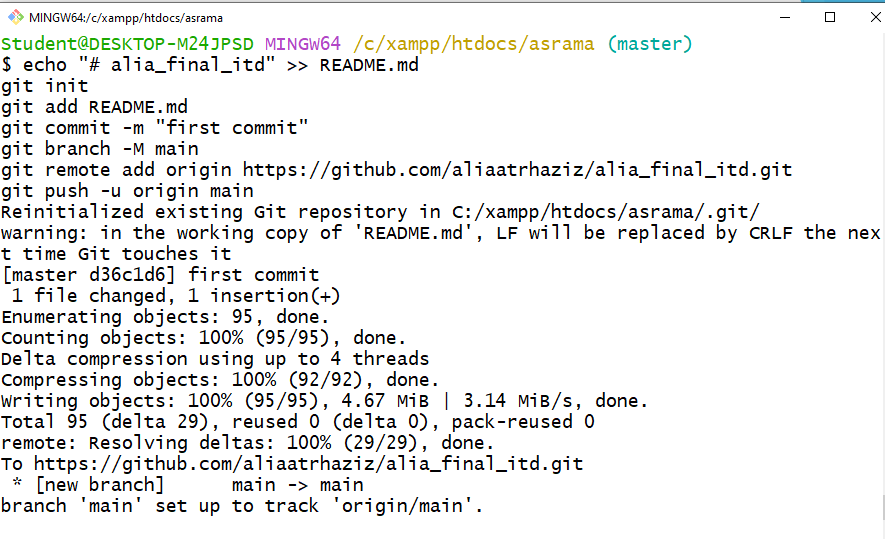 MINGW64:/c/xampp/htdocs/asrama
Student@DESKTOP-M24JPSD MINGW64 /c/xampp/htdocs/asrama (master)
$ echo "# alia_final_itd" >> README.md
git init
git add README.md
git commit -m "first commit"
git branch -M main
git remote add origin https://github.com/aliaatrhaziz/alia_final_itd.git
git push -u origin main
Reinitialized existing Git repository in C:/xampp/htdocs/asrama/.git/
warning: in the working copy of 'README.md', LF will be replaced by CRLF the nex
t time Git touches it
[master d36c1d6] first commit
 1 file changed, 1 insertion(+)
Enumerating objects: 95, done.
Counting objects: 100% (95/95), done.
Delta compression using up to 4 threads
Compressing objects: 100% (92/92), done.
Writing objects: 100% (95/95), 4.67 MiB | 3.14 MiB/s, done.
Total 95 (delta 29), reused 0 (delta 0), pack-reused 0
remote: Resolving deltas: 100% (29/29), done.
To https://github.com/aliaatrhaziz/alia_final_itd.git
 * [new branch]      main -> main
branch 'main' set up to track 'origin/main'.